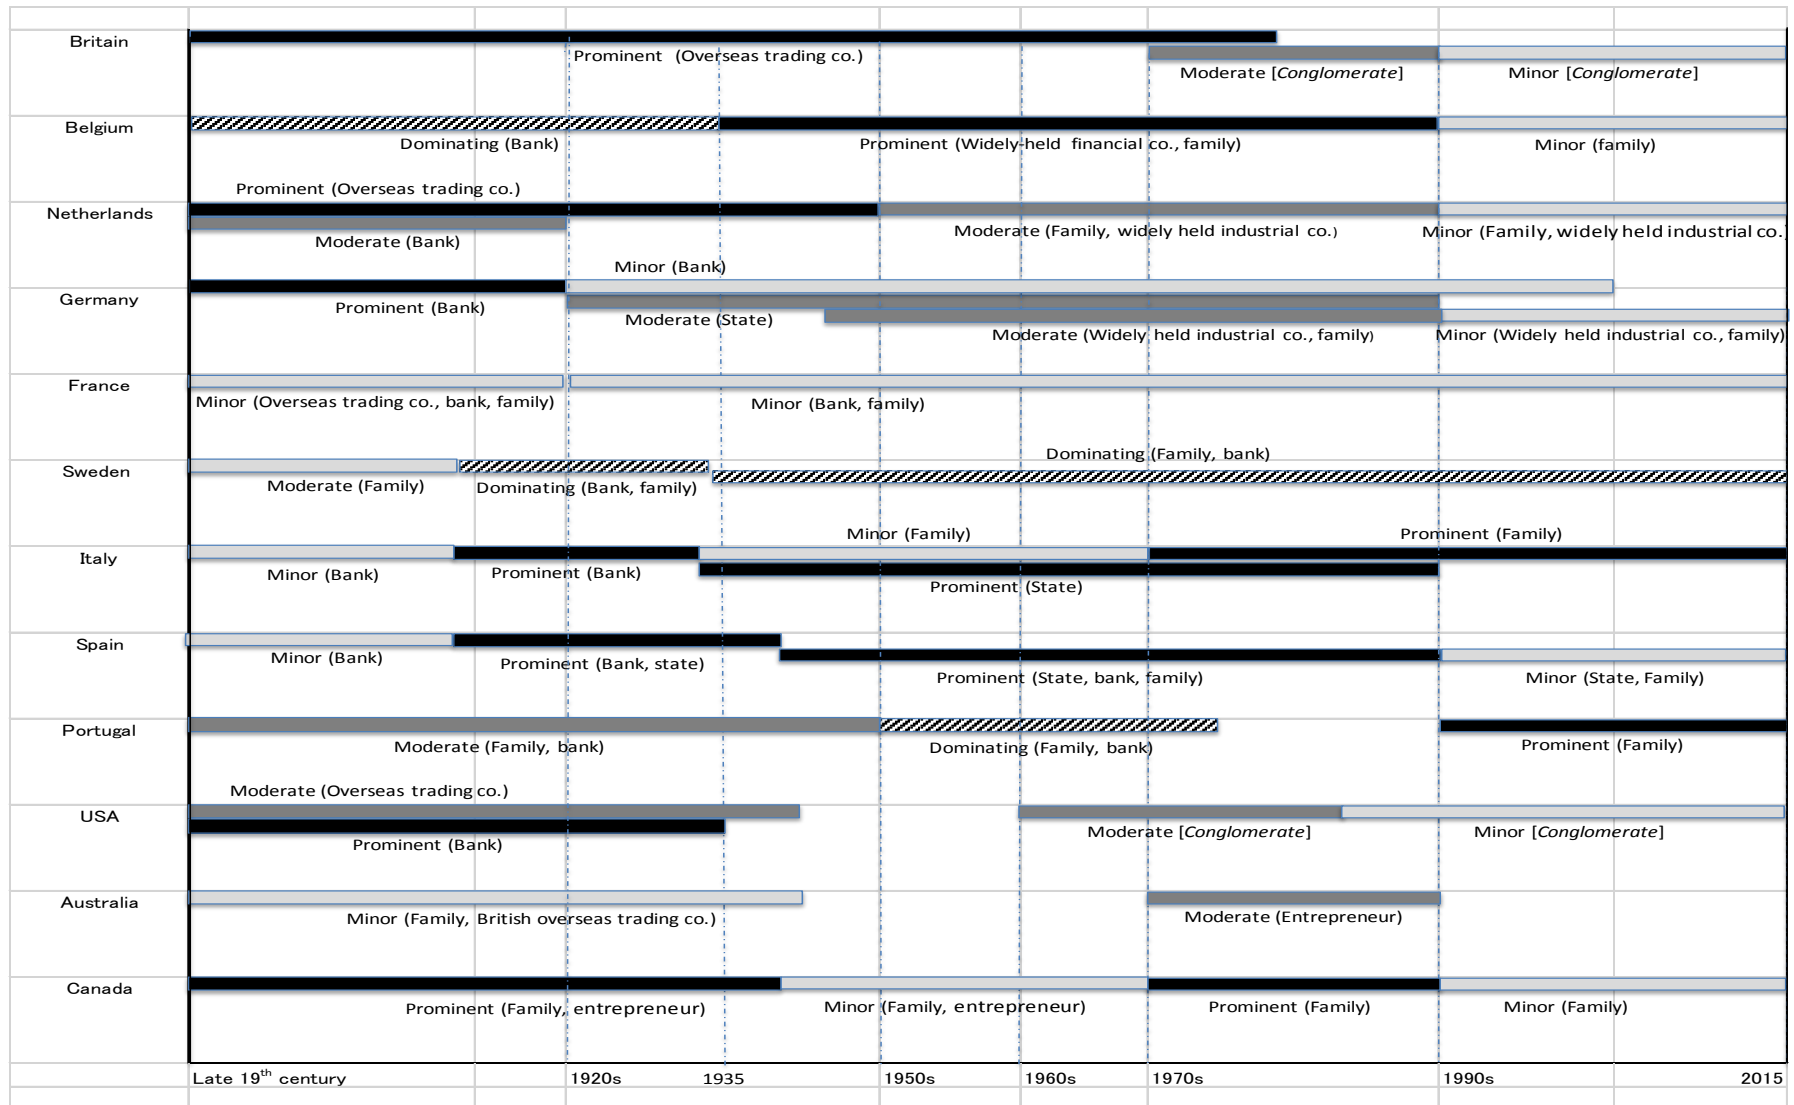 Britain
Prominent (Overseas trading co.)
Moderate [Conglomerate]
Minor [Conglomerate]
Belgium
Dominating (Bank)
Prominent (Widely-held financial co., family)
Minor (family)
Prominent (Overseas trading co.)
Netherlands
Moderate (Bank)
Moderate (Family, widely held industrial co.)
Minor (Family, widely held industrial co.)
Minor (Bank)
Germany
Prominent (Bank)
Moderate (State)
Moderate (Widely held industrial co., family)
Minor (Widely held industrial co., family)
France
Minor (Overseas trading co., bank, family)
Minor (Bank, family)
Dominating (Family, bank)
Sweden
Moderate (Family)
Dominating (Bank, family)
Minor (Family)
Prominent (Family)
Italy
Minor (Bank)
Prominent (Bank)
Prominent (State)
Spain
Minor (Bank)
Prominent (Bank, state)
Prominent (State, bank, family)
Minor (State, Family)
Portugal
Moderate (Family, bank)
Dominating (Family, bank)
Prominent (Family)
Moderate (Overseas trading co.)
USA
Prominent (Bank)
Moderate [Conglomerate]
Minor [Conglomerate]
Australia
Minor (Family, British overseas trading co.)
Moderate (Entrepreneur)
Canada
Prominent (Family, entrepreneur)
Minor (Family, entrepreneur)
Prominent (Family)
Minor (Family)
Late 19th century 1920s 1935 1950s 1960s 1970s 1990s 2015